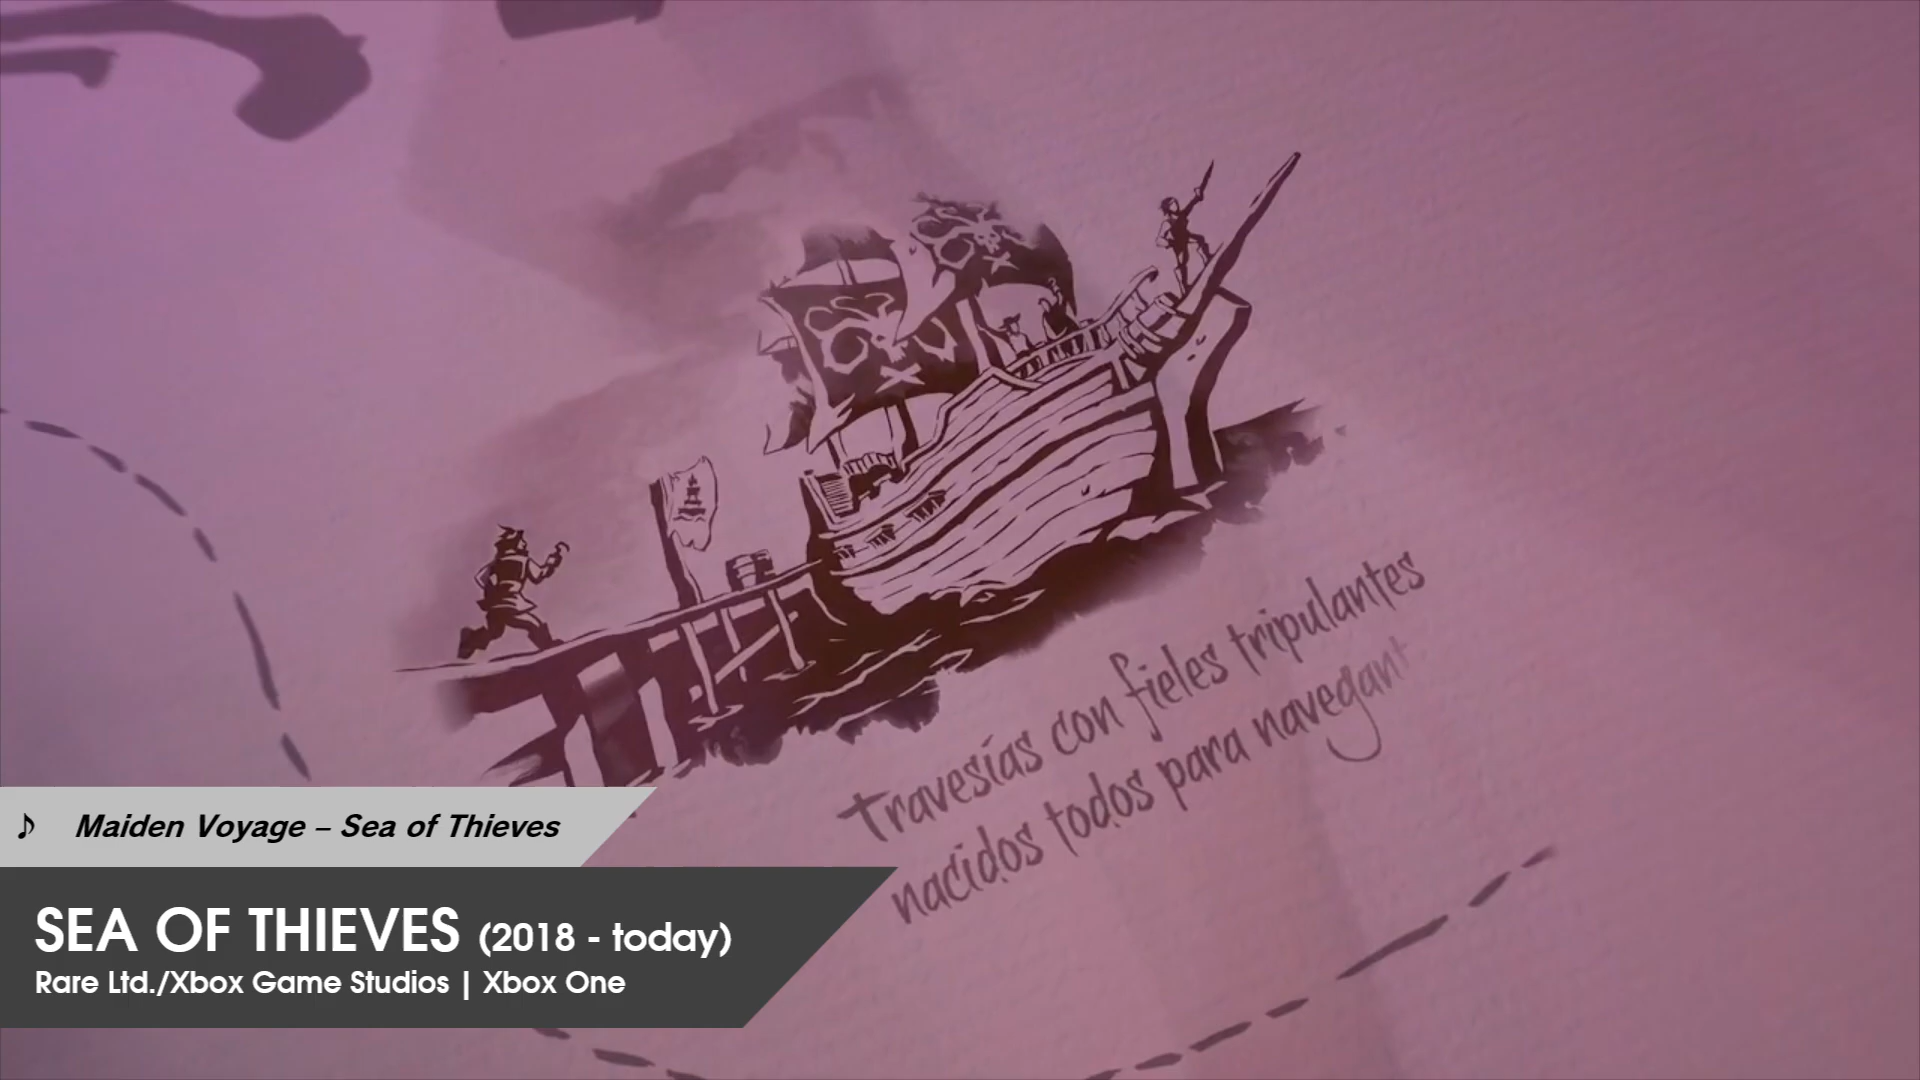 Travesías con fieles tripulantes
nacidos todos para navegant
♪ Maiden Voyage – Sea of Thieves
SEA OF THIEVES (2018 - today)
Rare Ltd./Xbox Game Studios | Xbox One